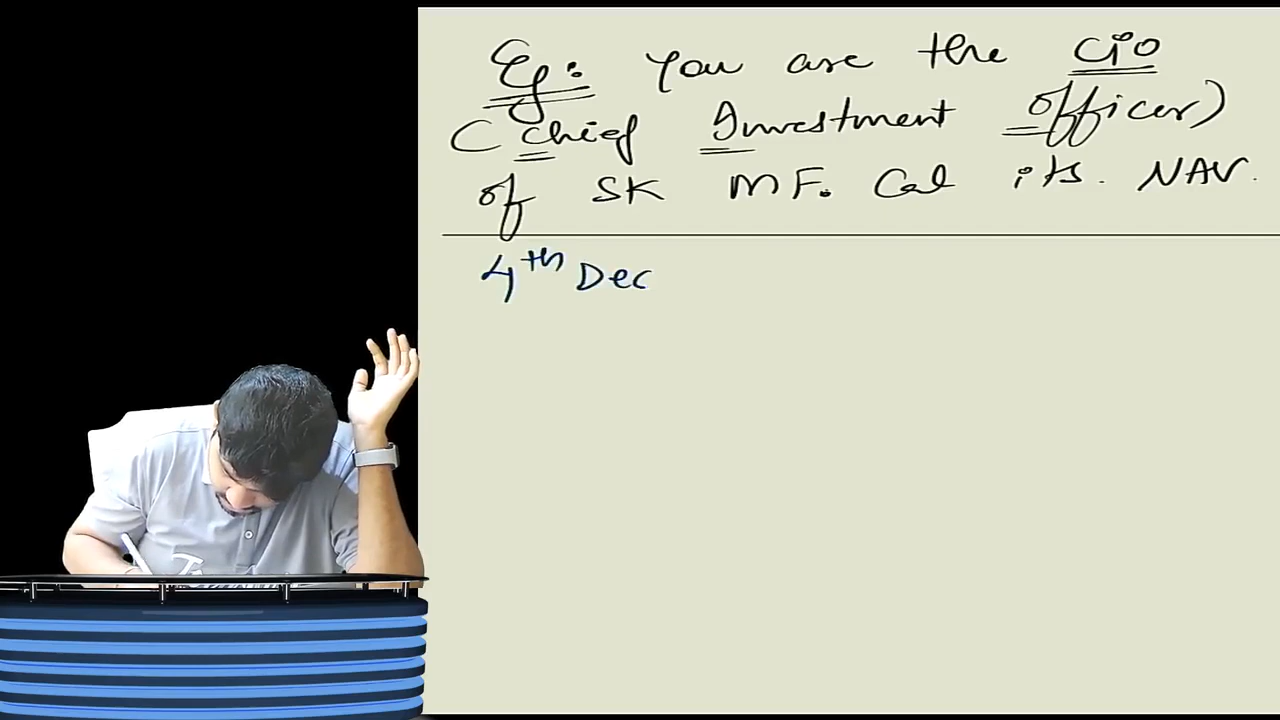 Eg: You are the CIO
(Chief Investment Officer)
of SK MF. Cal its. NAV.
4th Dec